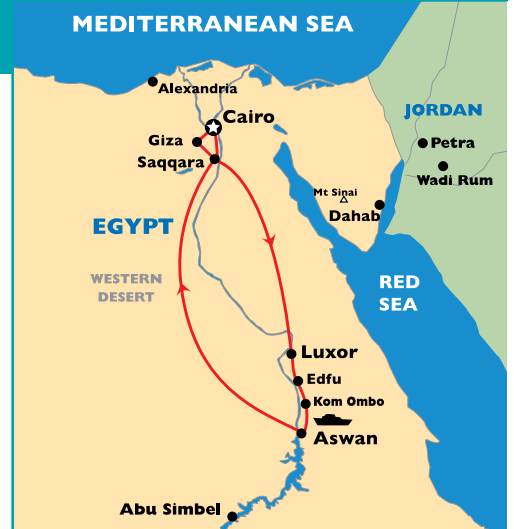 MEDITERRANEAN SEA
Alexandria
Cairo
JORDAN
Giza
Petra
Saqqara
Wadi Rum
Mt Sinai
Dahab
EGYPT
WESTERN
DESERT
RED
SEA
Luxor
Edfu
Kom Ombo
Aswan
Abu Simbel